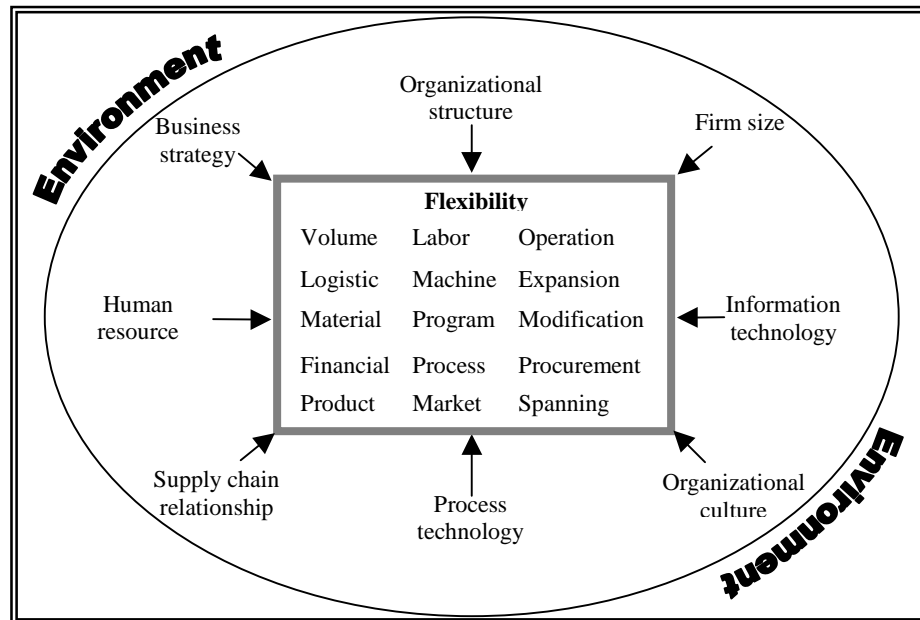 Environment
Organizational
structure
Business
strategy
Firm size
Flexibility
Volume Labor Operation
Logistic Machine Expansion
Material Program Modification
Financial Process Procurement
Product Market Spanning
Human
resource
Information
technology
Supply chain
relationship
Process
technology
Organizational
culture
Environment